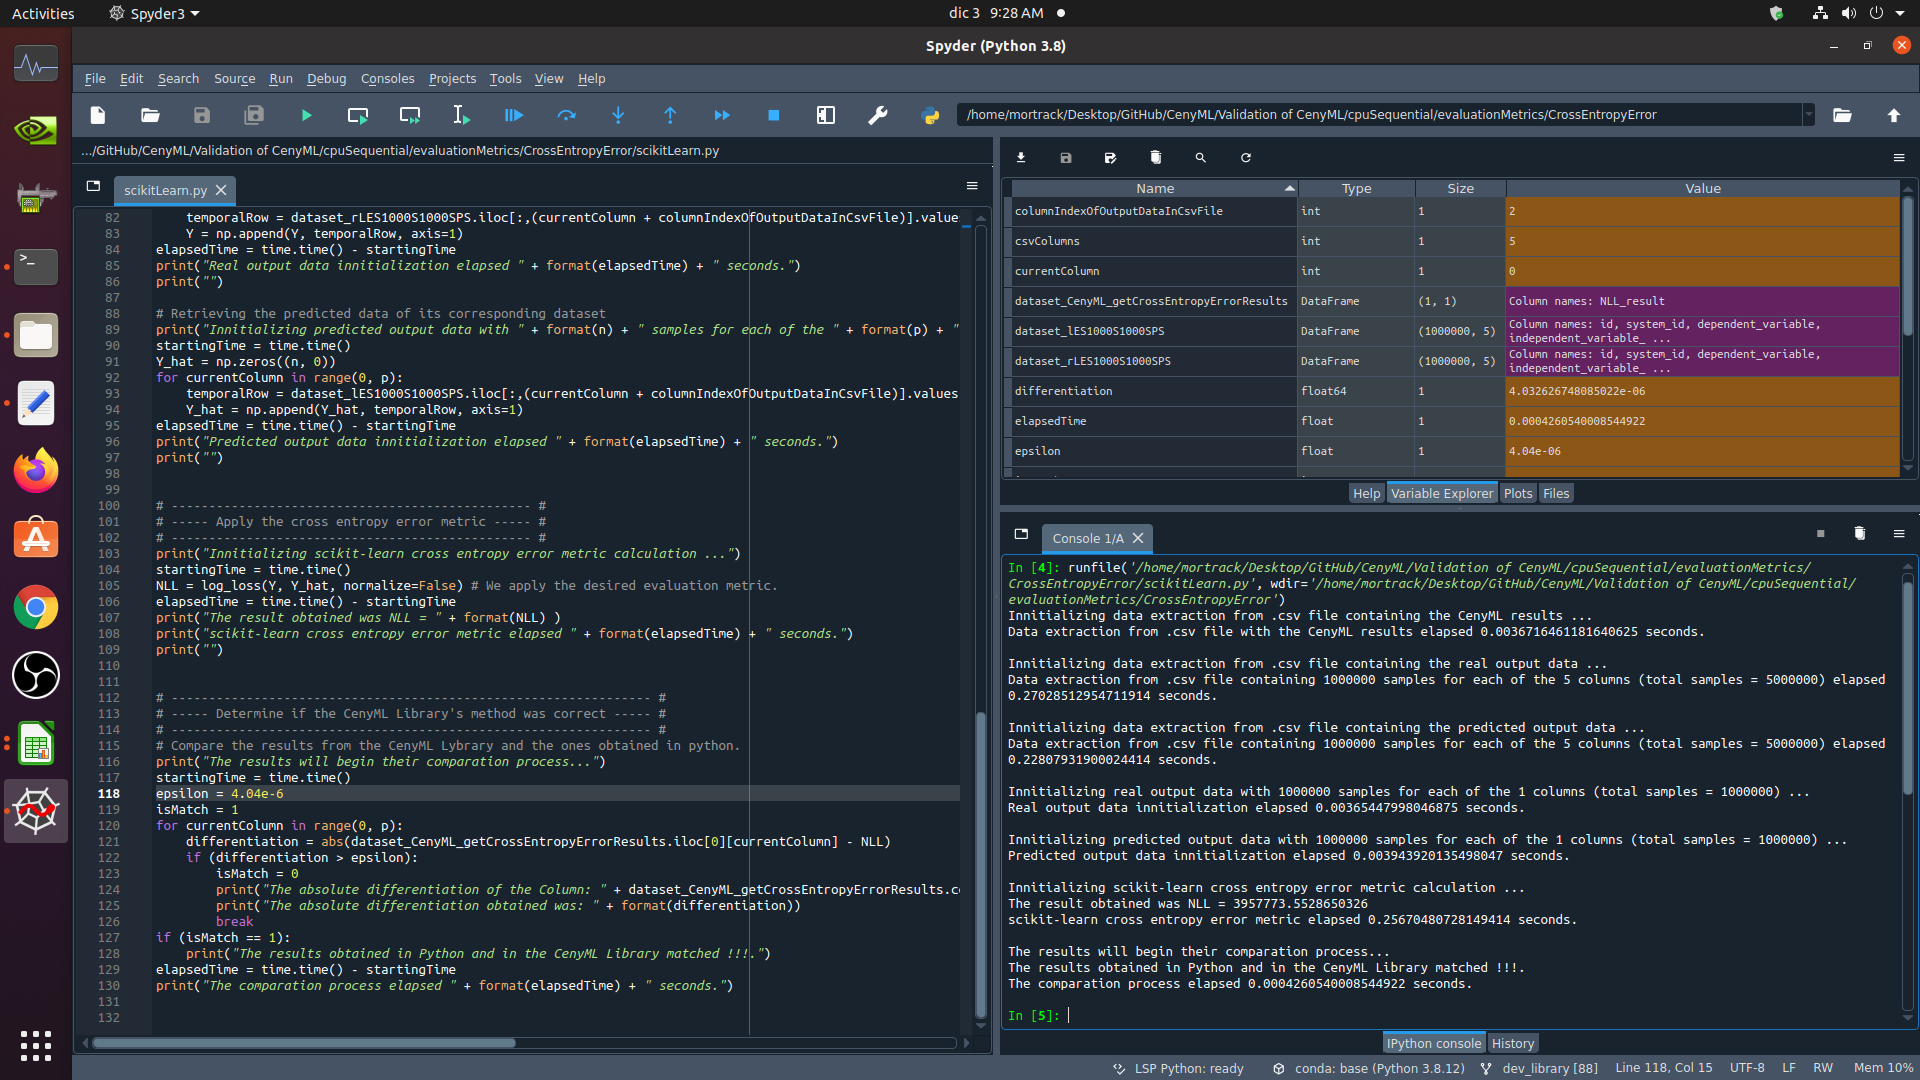 Activities
Spyder3
dic 3 9:28 AM
Spyder (Python 3.8)
File Edit Search Source Run Debug Consoles Projects Tools View Help
/home/mortrack/Desktop/GitHub/CenyML/Validation of CenyML/cpuSequential/evaluationMetrics/CrossEntropyError
.../GitHub/CenyML/Validation of CenyML/cpuSequential/evaluationMetrics/CrossEntropyError/scikitLearn.py
scikitLearn.py
82 temporalRow = dataset_rLES1000S1000SPS.iloc[:,(currentColumn + columnIndexOfOutputDataInCsvFile)].values
83 Y = np.append(Y, temporalRow, axis=1)
84 elapsedTime = time.time() - startingTime
85 print("Real output data innitialization elapsed " + format(elapsedTime) + " seconds.")
86 print("")
87
88 # Retrieving the predicted data of its corresponding dataset
89 print("Innitializing predicted output data with " + format(n) + " samples for each of the " + format(p) + "
90 startingTime = time.time()
91 Y_hat = np.zeros((n, 0))
92 for currentColumn in range(0, p):
93 temporalRow = dataset_lES1000S1000SPS.iloc[:,(currentColumn + columnIndexOfOutputDataInCsvFile)].values
94 Y_hat = np.append(Y_hat, temporalRow, axis=1)
95 elapsedTime = time.time() - startingTime
96 print("Predicted output data innitialization elapsed " + format(elapsedTime) + " seconds.")
97 print("")
98
99
100 # ------------------------------------------------ #
101 # ----- Apply the cross entropy error metric ----- #
102 # ------------------------------------------------ #
103 print("Innitializing scikit-learn cross entropy error metric calculation ...")
104 startingTime = time.time()
105 NLL = log_loss(Y, Y_hat, normalize=False) # We apply the desired evaluation metric.
106 elapsedTime = time.time() - startingTime
107 print("The result obtained was NLL = " + format(NLL) )
108 print("scikit-learn cross entropy error metric elapsed " + format(elapsedTime) + " seconds.")
109 print("")
110
111
112 # ---------------------------------------------------------------- #
113 # ----- Determine if the CenyML Library's method was correct ----- #
114 # ---------------------------------------------------------------- #
115 # Compare the results from the CenyML Lybrary and the ones obtained in python.
116 print("The results will begin their comparation process...")
117 startingTime = time.time()
118 epsilon = 4.04e-6
119 isMatch = 1
120 for currentColumn in range(0, p):
121 differentiation = abs(dataset_CenyML_getCrossEntropyErrorResults.iloc[0][currentColumn] - NLL)
122 if (differentiation > epsilon):
123 isMatch = 0
124 print("The absolute differentiation of the Column: " + dataset_CenyML_getCrossEntropyErrorResults.c
125 print("The absolute differentiation obtained was: " + format(differentiation))
126 break
127 if (isMatch == 1):
128 print("The results obtained in Python and in the CenyML Library matched !!!.")
129 elapsedTime = time.time() - startingTime
130 print("The comparation process elapsed " + format(elapsedTime) + " seconds.")
131
132
Name Type Size Value
columnIndexOfOutputDataInCsvFile int 1 2
csvColumns int 1 5
currentColumn int 1 0
dataset_CenyML_getCrossEntropyErrorResults DataFrame (1, 1) Column names: NLL_result
dataset_lES1000S1000SPS DataFrame (1000000, 5) Column names: id, system_id, dependent_variable,
independent_variable_ ...
dataset_rLES1000S1000SPS DataFrame (1000000, 5) Column names: id, system_id, dependent_variable,
independent_variable_ ...
differentiation float64 1 4.032626748085022e-06
elapsedTime float 1 0.0004260540008544922
epsilon float 1 4.04e-06
Help Variable Explorer Plots Files
Console 1/A
In [4]: runfile('/home/mortrack/Desktop/GitHub/CenyML/Validation of CenyML/cpuSequential/evaluationMetrics/
CrossEntropyError/scikitLearn.py', wdir='/home/mortrack/Desktop/GitHub/CenyML/Validation of CenyML/cpuSequential/
evaluationMetrics/CrossEntropyError')
Innitializing data extraction from .csv file containing the CenyML results ...
Data extraction from .csv file with the CenyML results elapsed 0.0036716461181640625 seconds.
Innitializing data extraction from .csv file containing the real output data ...
Data extraction from .csv file containing 1000000 samples for each of the 5 columns (total samples = 5000000) elapsed
0.27028512954711914 seconds.
Innitializing data extraction from .csv file containing the predicted output data ...
Data extraction from .csv file containing 1000000 samples for each of the 5 columns (total samples = 5000000) elapsed
0.22807931900024414 seconds.
Innitializing real output data with 1000000 samples for each of the 1 columns (total samples = 1000000) ...
Real output data innitialization elapsed 0.00365447998046875 seconds.
Innitializing predicted output data with 1000000 samples for each of the 1 columns (total samples = 1000000) ...
Predicted output data innitialization elapsed 0.003943920135498047 seconds.
Innitializing scikit-learn cross entropy error metric calculation ...
The result obtained was NLL = 3957773.5528650326
scikit-learn cross entropy error metric elapsed 0.25670480728149414 seconds.
The results will begin their comparation process...
The results obtained in Python and in the CenyML Library matched !!!.
The comparation process elapsed 0.0004260540008544922 seconds.
In [5]:
IPython console History
LSP Python: ready conda: base (Python 3.8.12) dev_library [88] Line 118, Col 15 UTF-8 LF RW Mem 10%